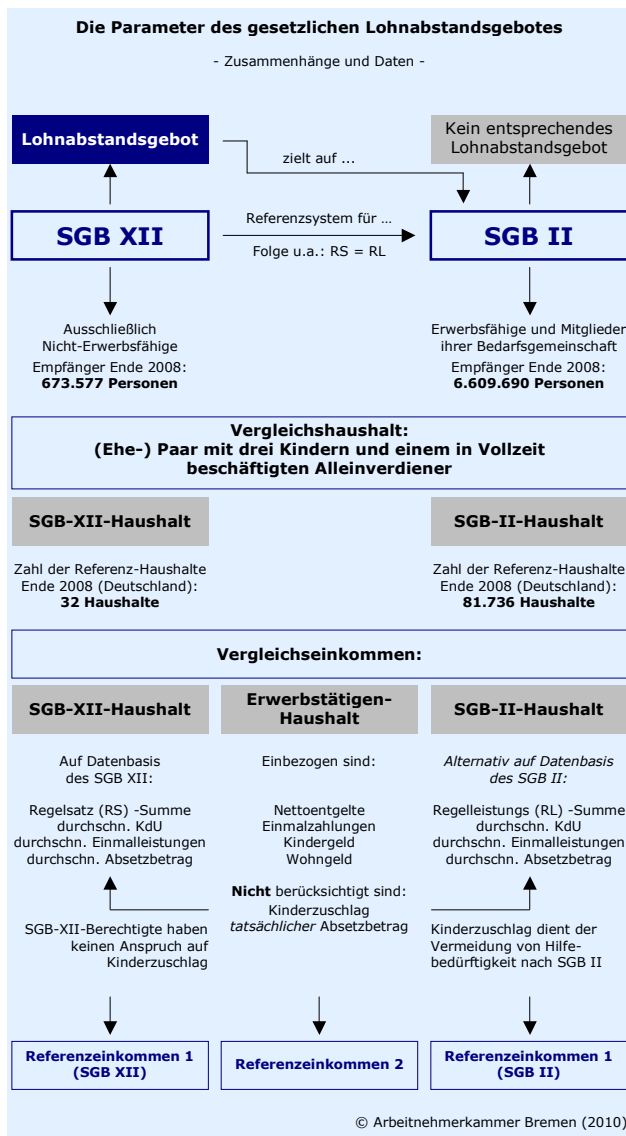 Die Parameter des gesetzlichen Lohnabstandsgebotes
- Zusammenhänge und Daten -
Lohnabstandsgebot
zielt auf ...
Kein entsprechendes
Lohnabstandsgebot
SGB XII
Referenzsystem für ...
Folge u.a.: RS = RL
SGB II
Ausschließlich
Nicht-Erwerbsfähige
Empfänger Ende 2008:
673.577 Personen
Erwerbsfähige und Mitglieder
ihrer Bedarfsgemeinschaft
Empfänger Ende 2008:
6.609.690 Personen
Vergleichshaushalt:
(Ehe-) Paar mit drei Kindern und einem in Vollzeit
beschäftigten Alleinverdiener
SGB-XII-Haushalt
SGB-II-Haushalt
Zahl der Referenz-Haushalte
Ende 2008 (Deutschland):
32 Haushalte
Zahl der Referenz-Haushalte
Ende 2008 (Deutschland):
81.736 Haushalte
Vergleichseinkommen:
SGB-XII-Haushalt
Erwerbstätigen-
Haushalt
SGB-II-Haushalt
Auf Datenbasis
des SGB XII:
Regelsatz (RS) -Summe
durchschn. KdU
durchschn. Einmalleistungen
durchschn. Absetzbetrag
Einbezogen sind:
Nettoentgelte
Einmalzahlungen
Kindergeld
Wohngeld
Nicht berücksichtigt sind:
Kinderzuschlag
tatsächlicher Absetzbetrag
Alternativ auf Datenbasis
des SGB II:
Regelleistungs (RL) -Summe
durchschn. KdU
durchschn. Einmalleistungen
durchschn. Absetzbetrag
SGB-XII-Berechtigte haben
keinen Anspruch auf
Kinderzuschlag
Kinderzuschlag dient der
Vermeidung von Hilfe-
bedürftigkeit nach SGB II
Referenzeinkommen 1
(SGB XII)
Referenzeinkommen 2
Referenzeinkommen 1
(SGB II)
© Arbeitnehmerkammer Bremen (2010)